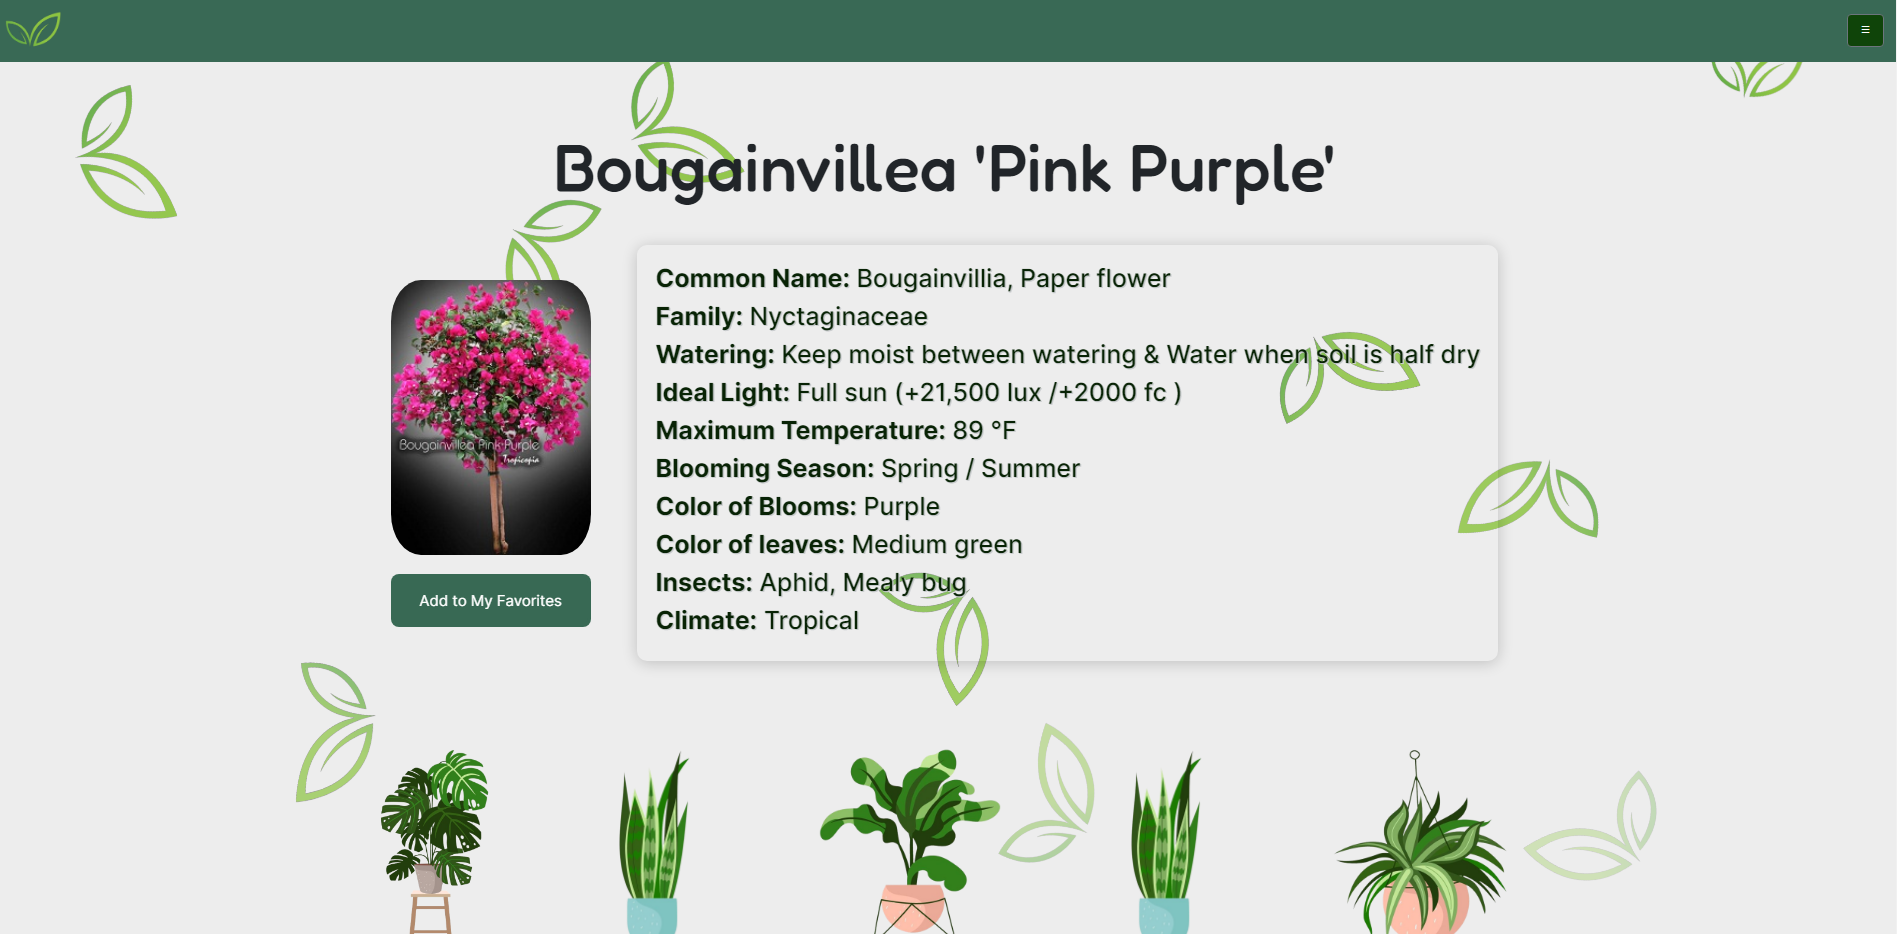 Bougainvillea 'Pink Purple'
Common Name: Bougainvillia, Paper flower
Family: Nyctaginaceae
Watering: Keep moist between watering & Water when soil is half dry
Ideal Light: Full sun (+21,500 lux /+2000 fc )
Maximum Temperature: 89 °F
Blooming Season: Spring / Summer
Color of Blooms: Purple
Color of leaves: Medium green
Insects: Aphid, Mealy bug
Climate: Tropical
Bougainvillea Pink Purple
Tropicopia
Add to My Favorites